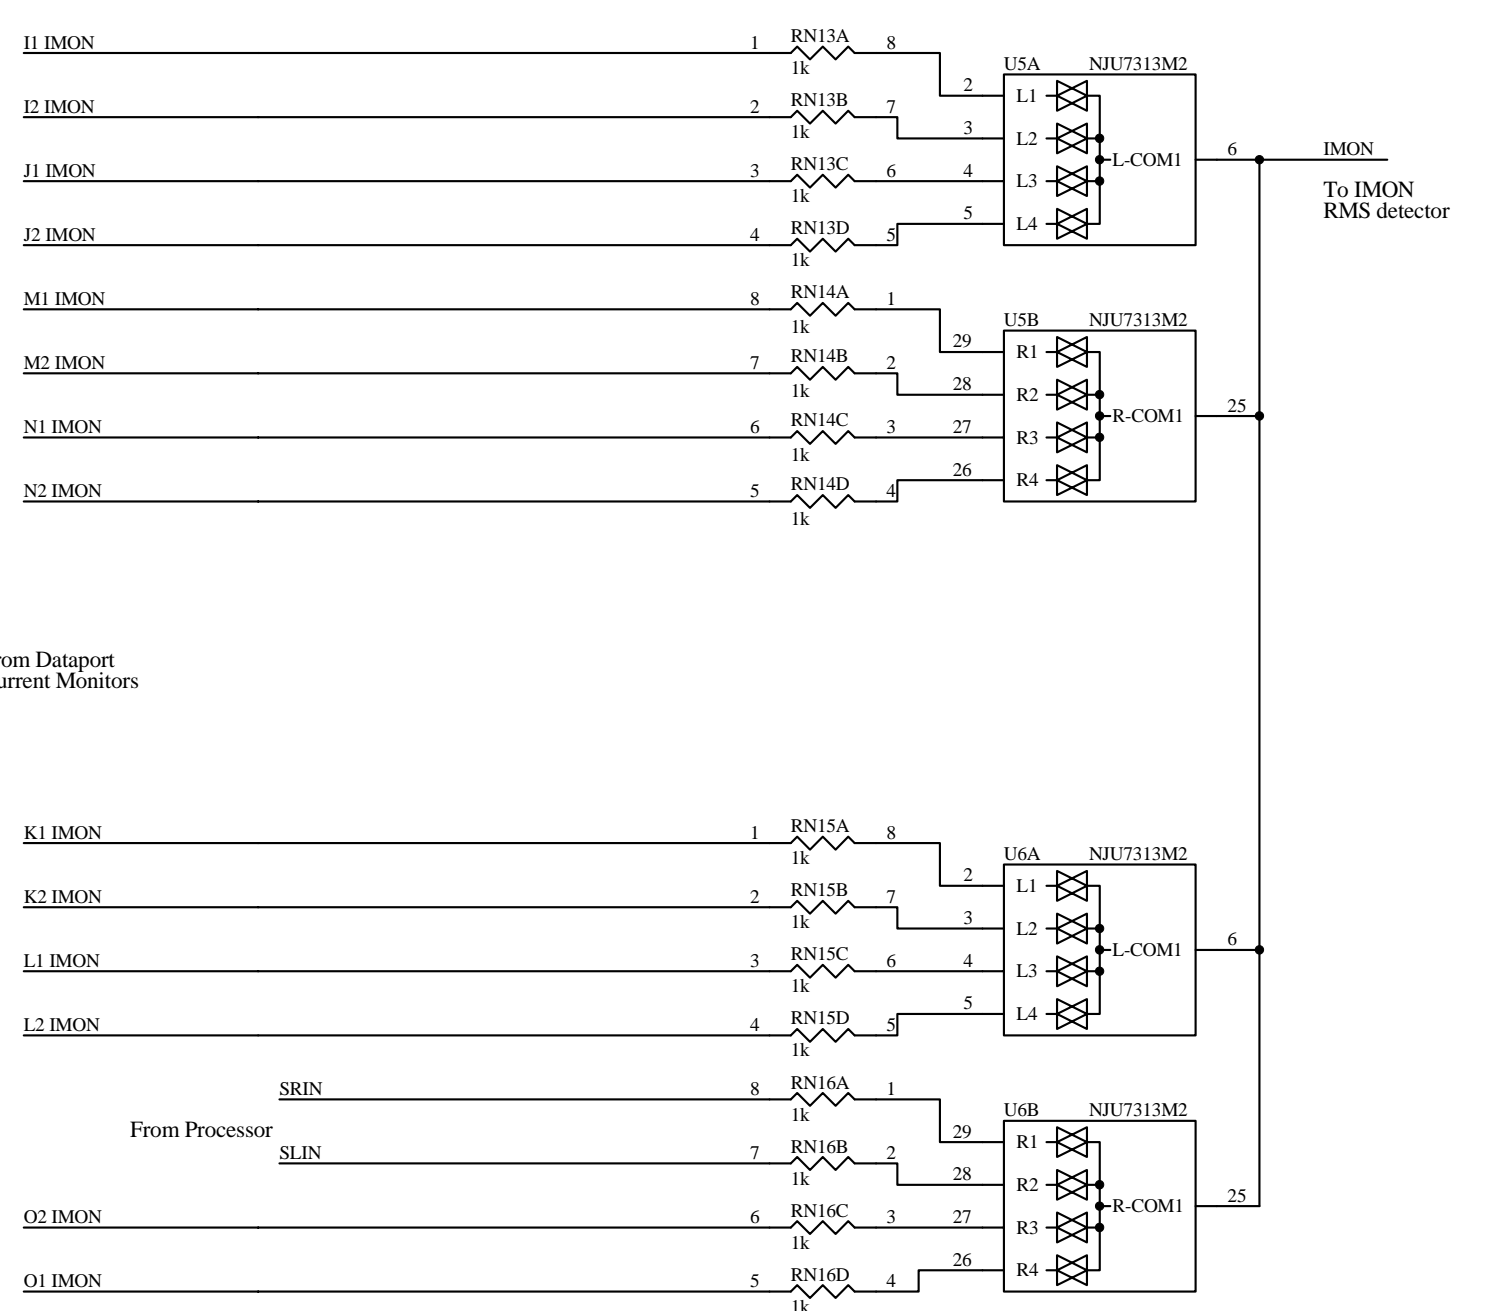 I1 IMON 1 RN13A 8
1k
U5A NJU7313M2
2 L1
I2 IMON 2 RN13B 7
1k
3 L2
L-COM1 6 IMON
J1 IMON 3 RN13C 6 4 L3
1k
To IMON
RMS detector
5 L4
J2 IMON 4 RN13D 5
1k
M1 IMON 8 RN14A 1
1k
U5B NJU7313M2
29 R1
M2 IMON 7 RN14B 2
1k
28 R2
R-COM1 25
N1 IMON 6 RN14C 3 27 R3
1k
26 R4
N2 IMON 5 RN14D 4
1k
rom Dataport
urrent Monitors
K1 IMON 1 RN15A 8
1k
U6A NJU7313M2
2 L1
K2 IMON 2 RN15B 7
1k
3 L2
L-COM1 6
L1 IMON 3 RN15C 6 4 L3
1k
5 L4
L2 IMON 4 RN15D 5
1k
SRIN 8 RN16A 1
1k
U6B NJU7313M2
From Processor
29 R1
SLIN 7 RN16B 2
1k
28 R2
R-COM1 25
O2 IMON 6 RN16C 3 27 R3
1k
26 R4
O1 IMON 5 RN16D 4
1k